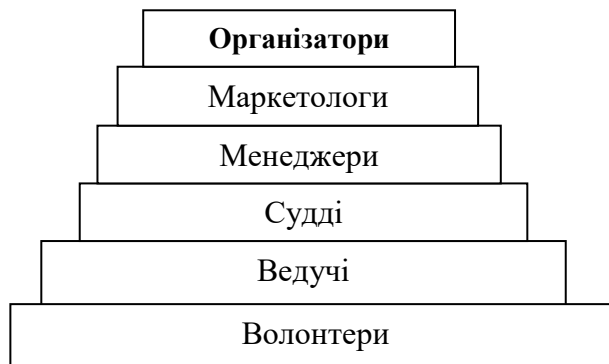 Організатори
Маркетологи
Менеджери
Судді
Ведучі
Волонтери